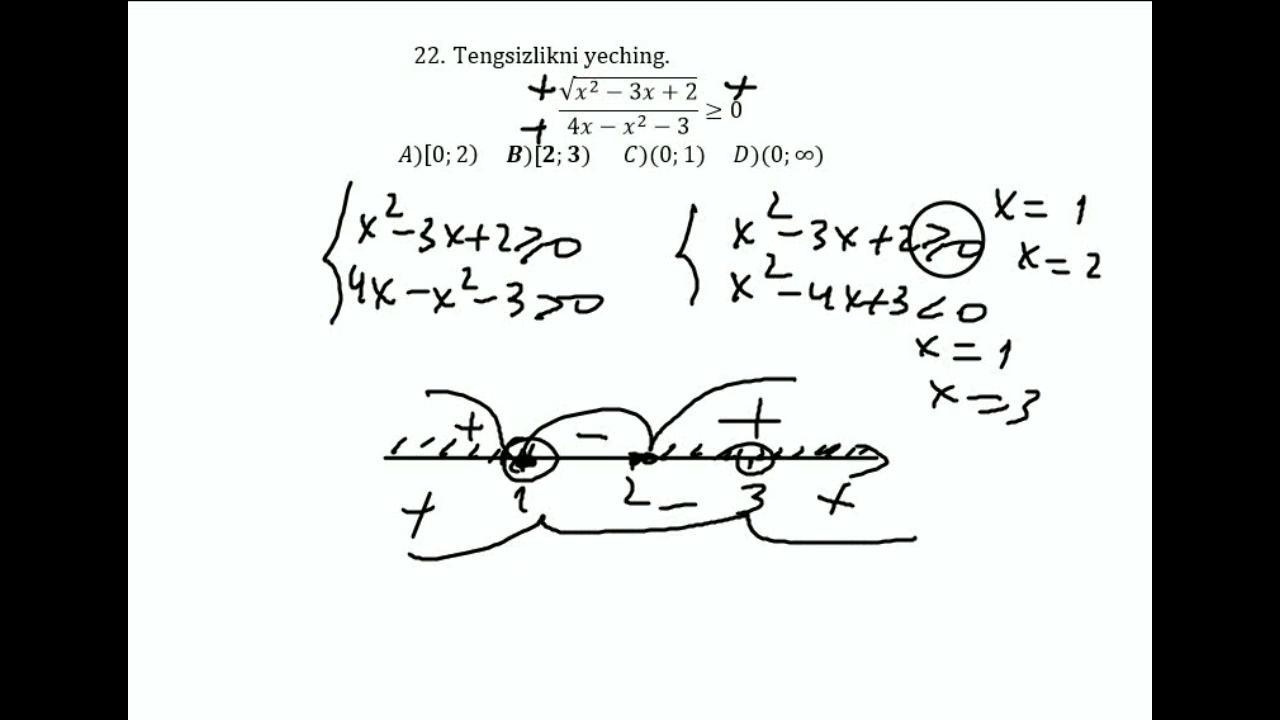 22. Tengsizlikni yeching.
+ √x² − 3x + 2 +
+ 4x − x² − 3 ≥ 0
A)[0; 2) B)[2; 3) C)(0; 1) D)(0; ∞)
{ x² - 3x + 2 ≥ 0
4x - x² - 3 > 0
{ x² - 3x + 2 ≥ 0
x² - 4x + 3 < 0
x = 1
x = 2
x = 1
x = 3
+ - +
1 2 3
+ - +